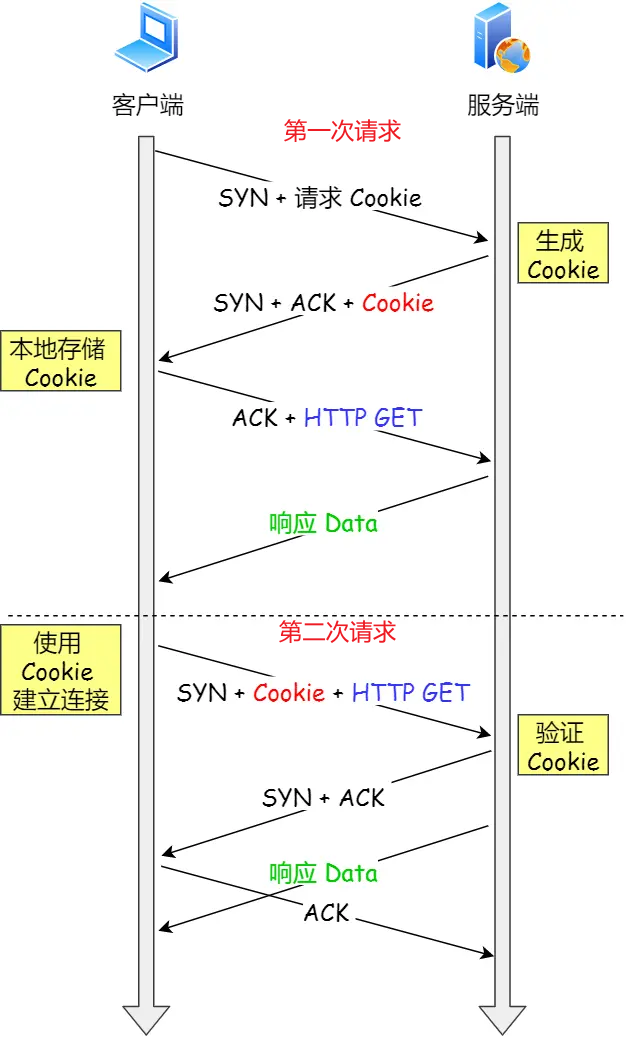 客户端
服务端
第一次请求
SYN + 请求 Cookie
生成
Cookie
SYN + ACK + Cookie
本地存储
Cookie
ACK + HTTP GET
响应 Data
第二次请求
使用
Cookie
建立连接
SYN + Cookie + HTTP GET
验证
Cookie
SYN + ACK
响应 Data
ACK